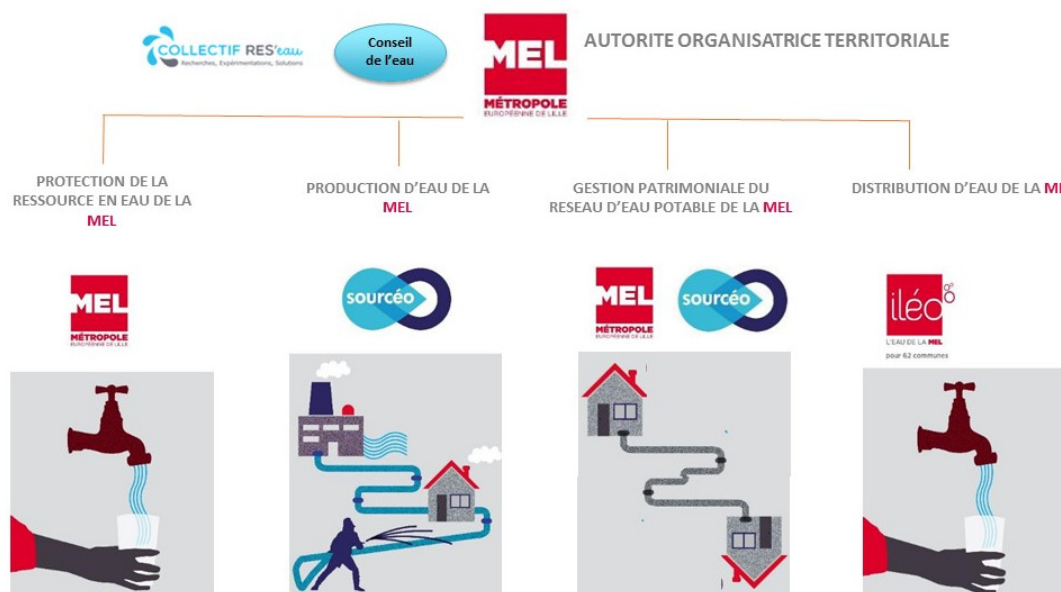 COLLECTIF RES'eau
Recherches, Expérimentations, Solutions
Conseil
de l'eau
MEL
MÉTROPOLE
EUROPÉENNE DE LILLE
AUTORITE ORGANISATRICE TERRITORIALE
PROTECTION DE LA
RESSOURCE EN EAU DE LA
MEL
PRODUCTION D'EAU DE LA
MEL
GESTION PATRIMONIALE DU
RESEAU D'EAU POTABLE DE LA MEL
DISTRIBUTION D'EAU DE LA
MEL
MÉTROPOLE
EUROPÉENNE DE LILLE
sourcéo
MEL
MÉTROPOLE
EUROPÉENNE DE LILLE
sourcéo
iléo
L'EAU DE LA MEL
pour 62 communes